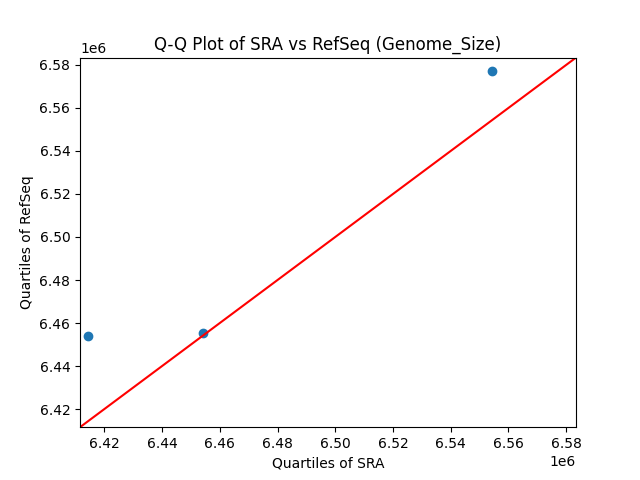 Q-Q Plot of SRA vs RefSeq (Genome_Size)
1e6
6.58
6.56
6.54
6.52
6.50
6.48
6.46
6.44
6.42
Quartiles of RefSeq
6.42 6.44 6.46 6.48 6.50 6.52 6.54 6.56 6.58
Quartiles of SRA
1e6